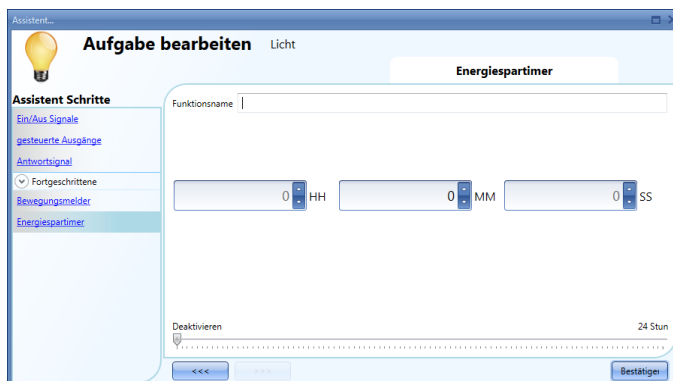 Assistent...
Aufgabe bearbeiten Licht
Energiespartimer
Assistent Schritte
Funktionsname
Ein/Aus Signale
gesteuerte Ausgänge
Antwortsignal
Fortgeschrittene
Bewegungsmelder
Energiespartimer
0 HH 0 MM 0 SS
Deaktivieren 24 Stun
<<< >>> Bestätiger